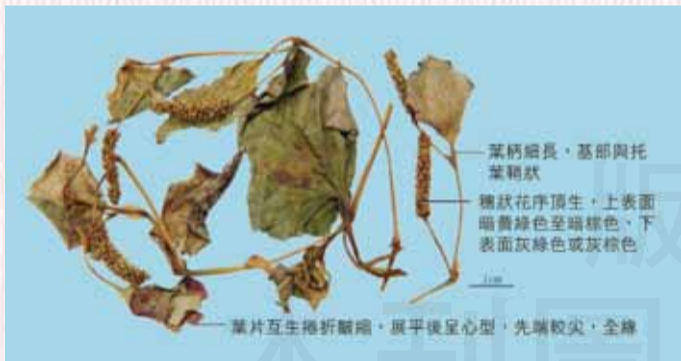 葉柄細長，基部與托
葉鞘狀
穗狀花序頂生，上表面
暗黃綠色至暗棕色，下
表面灰綠色或灰棕色
1cm
葉片互生捲折皺縮，展平後呈心型，先端較尖，全緣
版